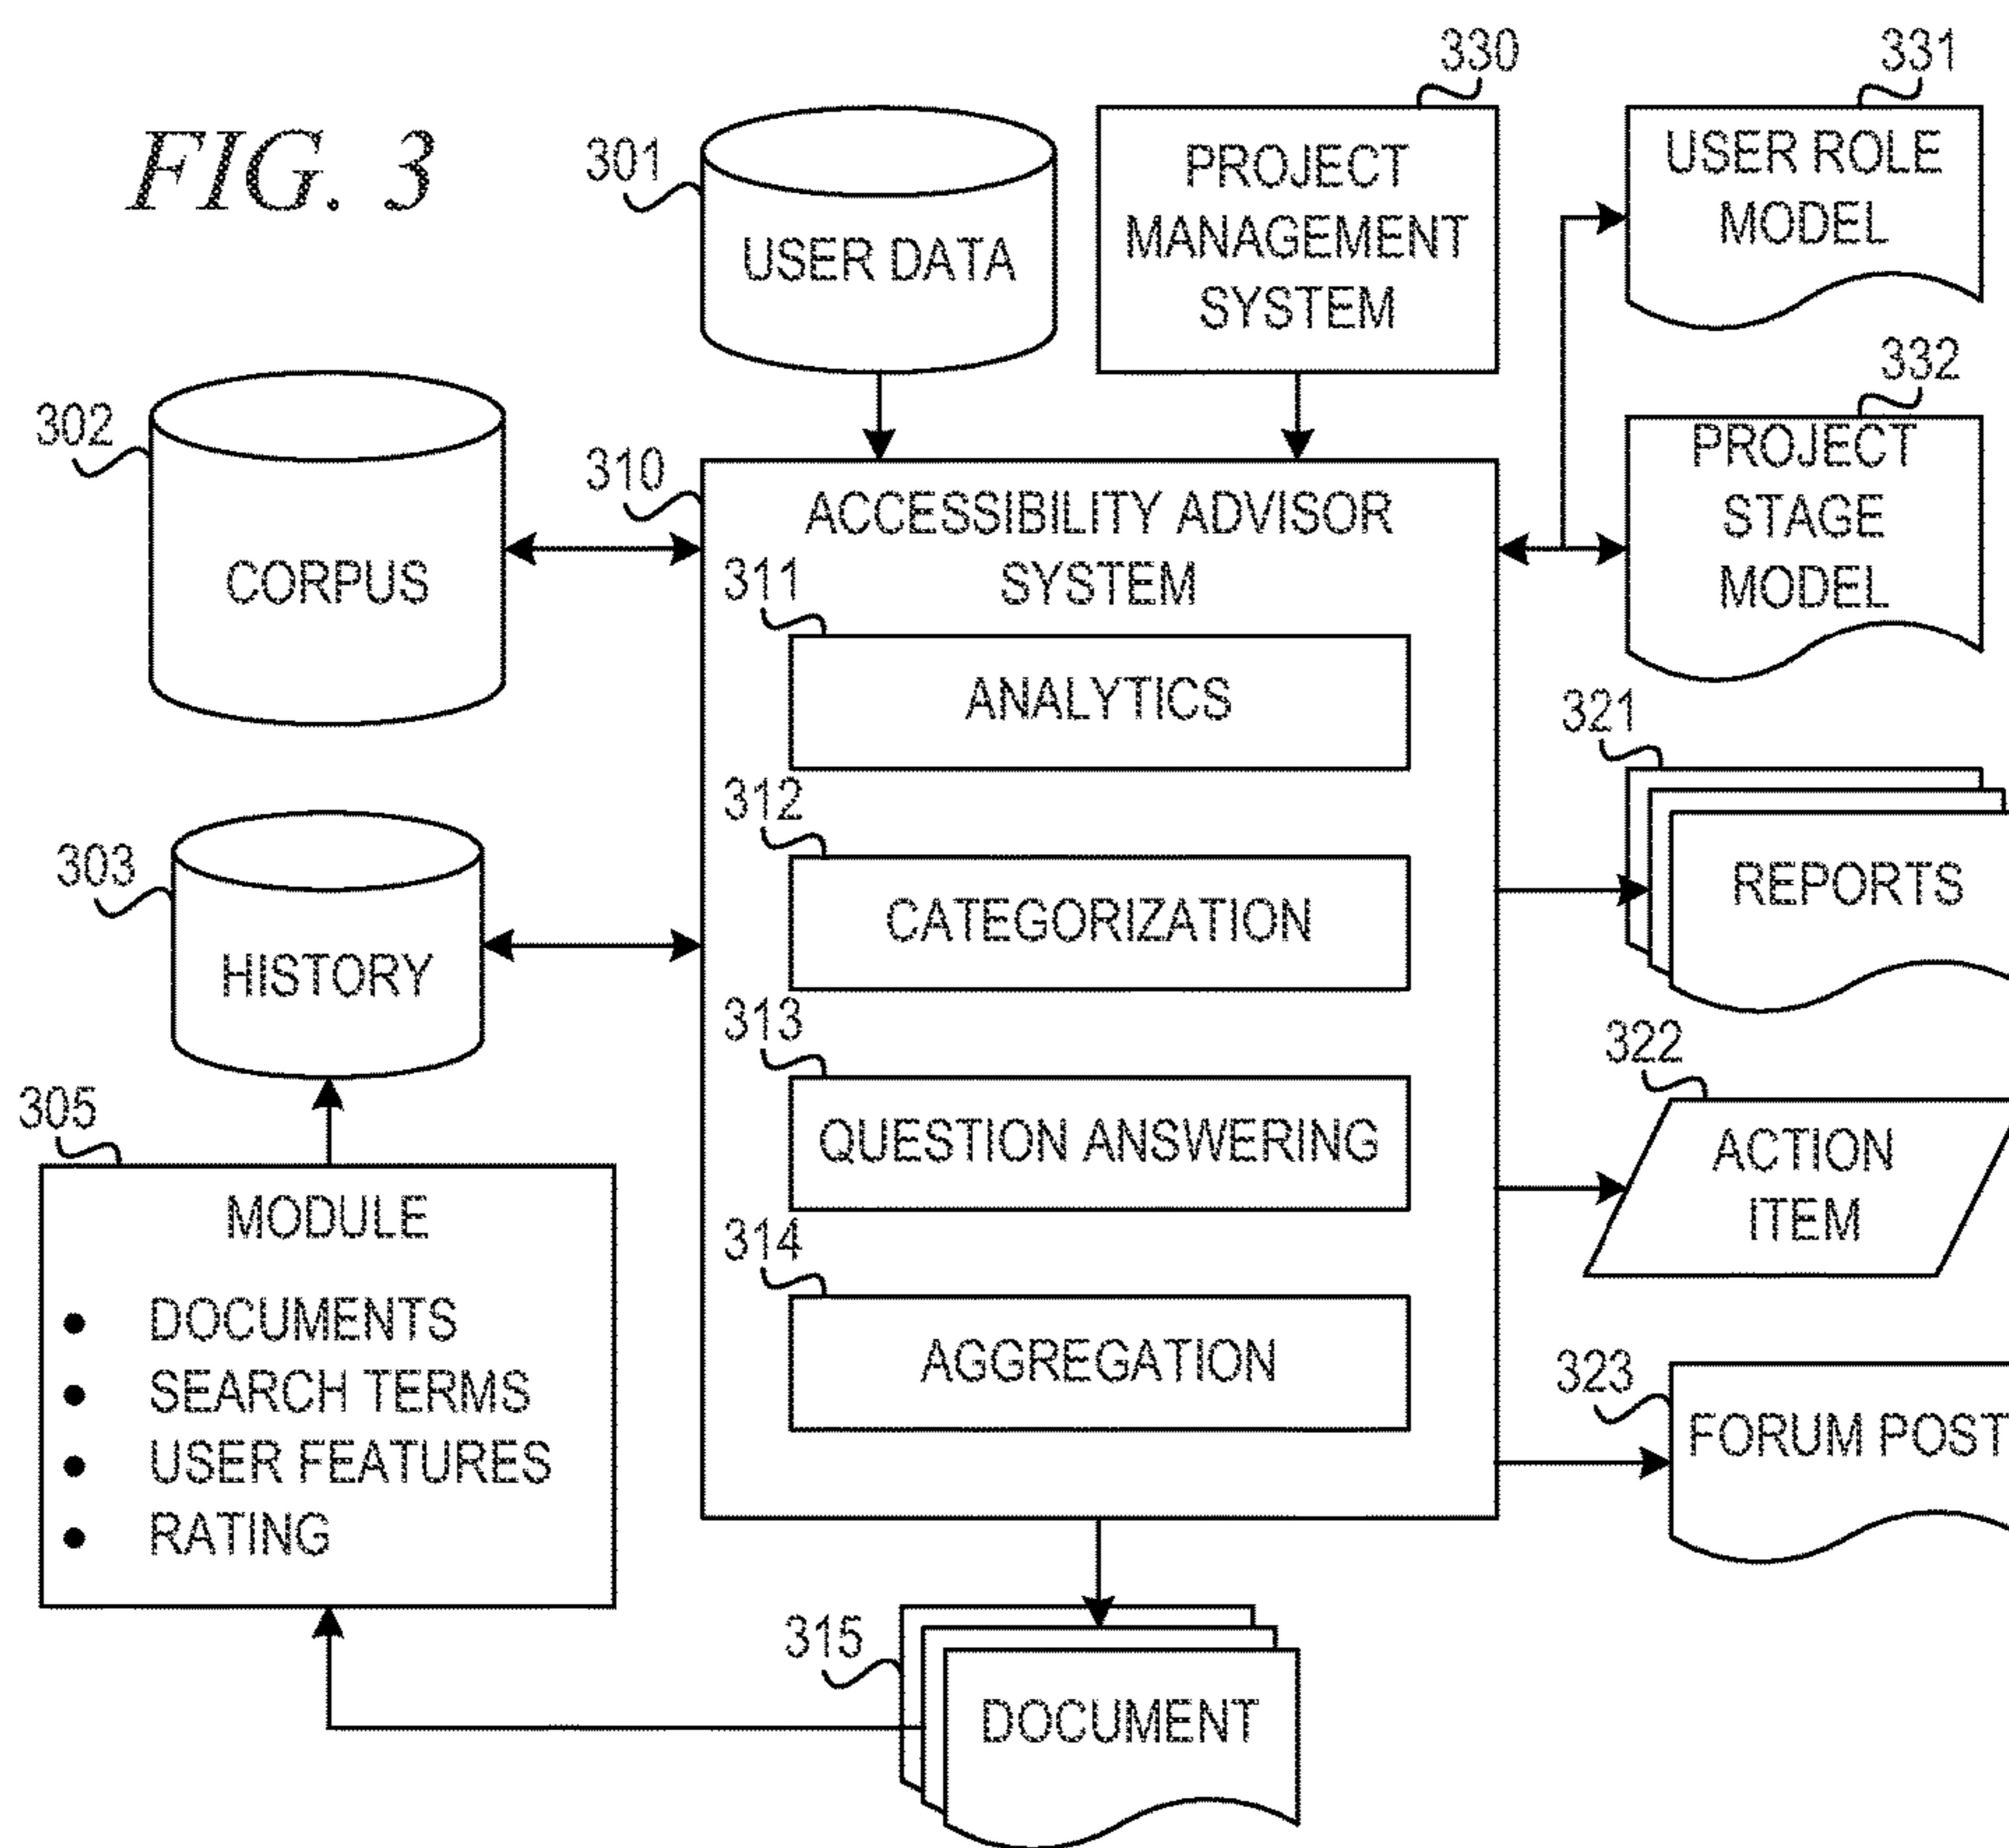 FIG. 3
330
331
301
USER DATA
PROJECT
MANAGEMENT
SYSTEM
USER ROLE
MODEL
332
302
CORPUS
310
ACCESSIBILITY ADVISOR
SYSTEM
PROJECT
STAGE
MODEL
311
ANALYTICS
321
REPORTS
312
CATEGORIZATION
303
HISTORY
313
QUESTION ANSWERING
322
ACTION
ITEM
305
MODULE
• DOCUMENTS
• SEARCH TERMS
• USER FEATURES
• RATING
314
AGGREGATION
323
FORUM POST
315
DOCUMENT